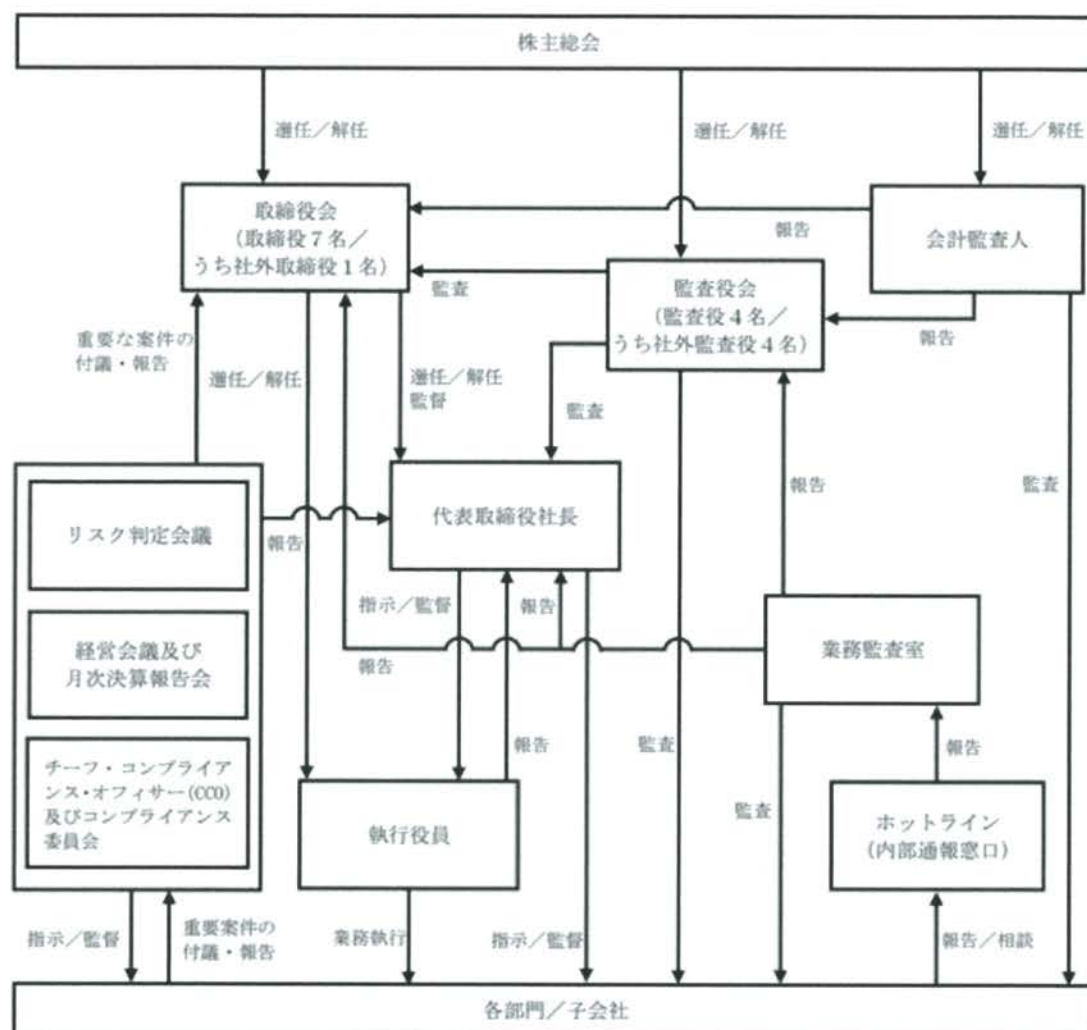 株主総会
選任／解任
選任／解任
選任／解任
取締役会
（取締役７名／
うち社外取締役１名）
会計監査人
報告
監査
監査役会
（監査役４名／
うち社外監査役４名）
報告
重要な案件の
付議・報告
選任／解任
選任／解任
監督
監査
報告
監査
リスク判定会議
報告
代表取締役社長
指示／監督
報告
経営会議及び
月次決算報告会
報告
業務監査室
報告
監査
報告
チーフ・コンプライア
ンス・オフィサー(CCO)
及びコンプライアンス
委員会
執行役員
監査
ホットライン
（内部通報窓口）
指示／監督
重要案件の
付議・報告
業務執行
指示／監督
報告／相談
各部門／子会社